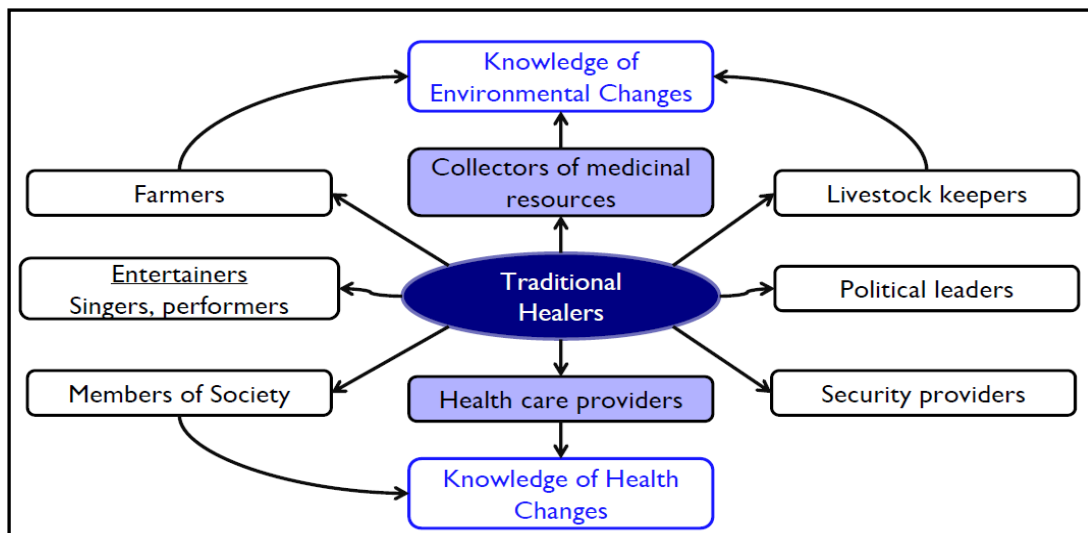 Knowledge of
Environmental Changes
Collectors of medicinal
resources
Farmers
Livestock keepers
Entertainers
Singers, performers
Traditional
Healers
Political leaders
Members of Society
Health care providers
Security providers
Knowledge of Health
Changes